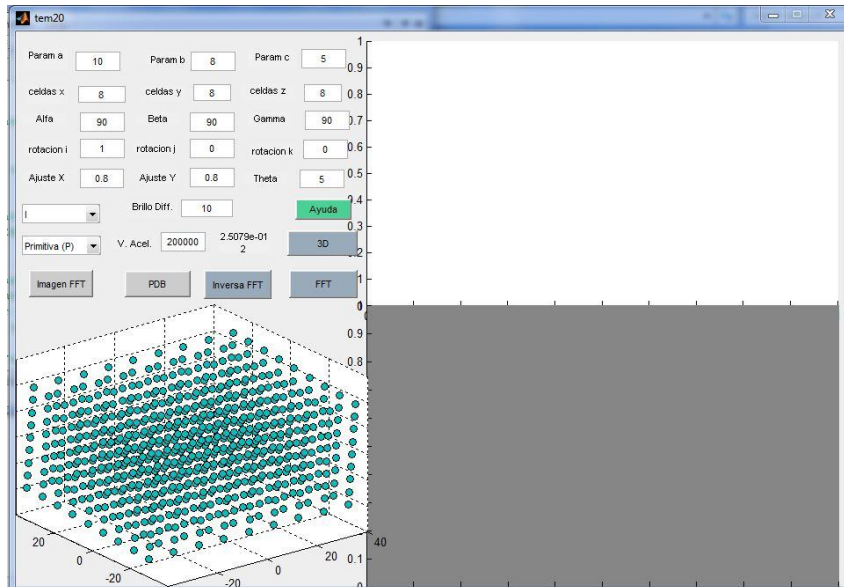 tem20
Param a 10 Param b 8 Param c 5
celdas x 8 celdas y 8 celdas z 8
Alfa 90 Beta 90 Gamma 90
rotacion i 1 rotacion j 0 rotacion k 0
Ajuste X 0.8 Ajuste Y 0.8 Theta 5
I Brillo Diff. 10 Ayuda
Primitiva (P) V. Acel. 200000 2.5079e-01
2 3D
Imagen FFT PDB Inversa FFT FFT
1
0.9
0.8
0.7
0.6
0.5
0.4
0.3
0.2
0.9
0.8
0.1
20
0
-20
-20
0
20
40